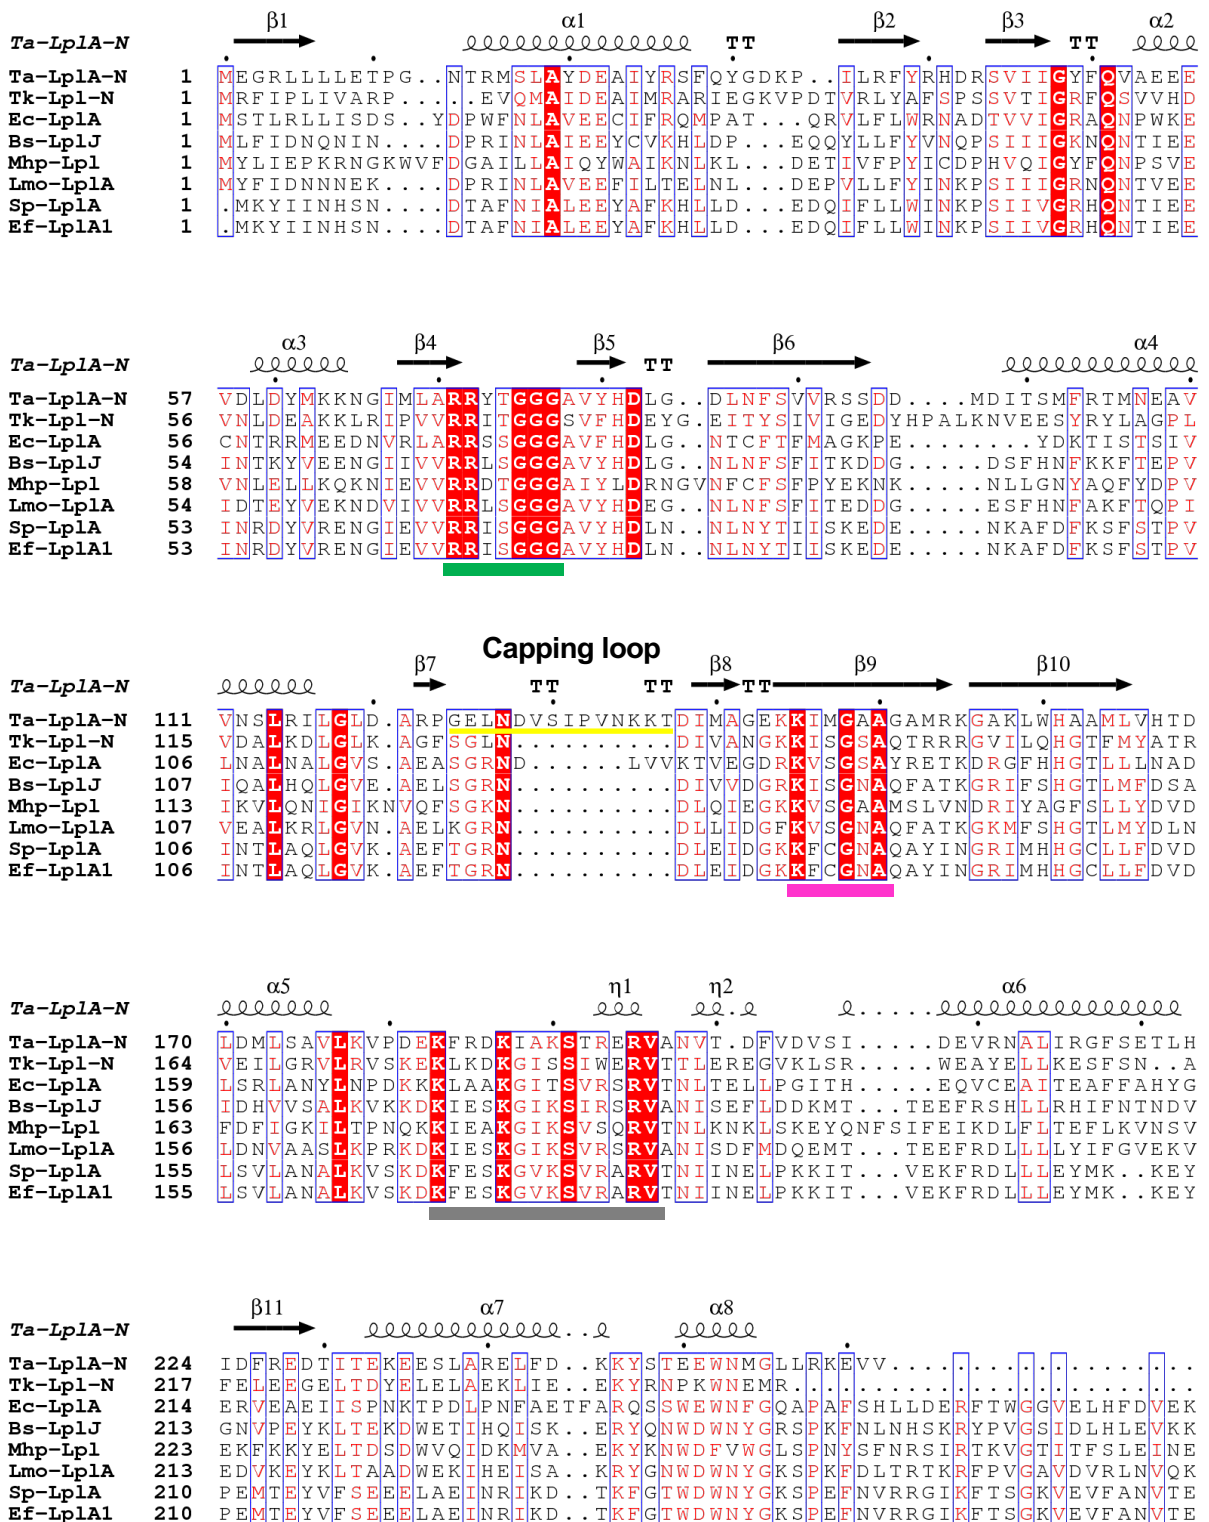 β1 α1 β2 β3 α2
Ta-LplA-N TT TT
Ta-LplA-N 1 MEGRLLLLETPG..NTRMSLAYDEAIYRSFQYGDKP..ILRFYRHDRSVIIGYFQVAEEE
Tk-Lpl-N 1 MRFIPLIVARP.....EVQMAIDEAIMRARIEGKVPDTVRLYAFSPSSVTIGRFQSVVHD
Ec-LplA 1 MSTLRLLISDS..YDPWFNLAVEECIFRQMPAT...QRVLFLWRNADTVVIGRAQNPWKE
Bs-LplJ 1 MLFIDNQNIN....DPRINLAIEEYCVKHLDP...EQQYLLFYVNQPSIIIGKNQNTIEE
Mhp-Lpl 1 MYLIEPKRNGKWVFDGAILLAIQYWAIKNLKL...DETIVFPYICDPHVQIGYFQNPSVE
Lmo-LplA 1 MYFIDNNNEK....DPRINLAVEEFILTELNL...DEPVLLFYINKPSIIIGRNQNTVEE
Sp-LplA 1 .MKYIINHSN....DTAFNIALEEYAFKHLLD...EDQIFLLWINKPSIIVGRHQNTIEE
Ef-LplA1 1 .MKYIINHSN....DTAFNIALEEYAFKHLLD...EDQIFLLWINKPSIIVGRHQNTIEE
α3 β4 β5 β6 α4
Ta-LplA-N TT
Ta-LplA-N 57 VDLDYMKKNGIMLARRYTGGGAVYHDLG..DLNFSVVRSSDD....MDITSMFRTMNEAV
Tk-Lpl-N 56 VNLDEAKKLRIPVVRRITGGGSVFHDEYG.EITYSIVIGEDYHPALKNVEESYRYLAGPL
Ec-LplA 56 CNTRRMEEDNVRLARRSSGGGAVFHDLG..NTCFTFMAGKPE........YDKTISTSIV
Bs-LplJ 54 INTKYVEENGIIVVRRLSGGGAVYHDLG..NLNFSFITKDDG.....DSFHNFKKFTEPV
Mhp-Lpl 58 VNLELLKQKNIEVVRRDTGGGAIYLDRNGVNFCFSFPYEKNK.....NLLGNYAQFYDPV
Lmo-LplA 54 IDTEYVEKNDVIVVRRLSGGGAVYHDEG..NLNFSFITEDDG.....ESFHNFAKFTQPI
Sp-LplA 53 INRDYVRENGIEVVRRISGGGAVYHDLN..NLNYTIISKEDE.....NKAFDFKSFSTPV
Ef-LplA1 53 INRDYVRENGIEVVRRISGGGAVYHDLN..NLNYTIISKEDE.....NKAFDFKSFSTPV
Capping loop
β7 β8 β9 β10
Ta-LplA-N TT TT TT
Ta-LplA-N 111 VNSLRILGLD.ARPGELNDVSIPVNKKTDIMAGEKKIMGAAGAMRKGAKLWHAAMLVHTD
Tk-Lpl-N 115 VDALKDLGLK.AGFSGLN..........DIVANGKKISGSAQTRRRGVILQHGTFMYATR
Ec-LplA 106 LNALNALGVS.AEASGRND......LVVKTVEGDRKVSGSAYRETKDRGFHHGTLLLNAD
Bs-LplJ 107 IQALHQLGVE.AELSGRN..........DIVVDGRKISGNAQFATKGRIFSHGTLMFDSA
Mhp-Lpl 113 IKVLQNIGIKNVQFSGKN..........DLQIEGKKVSGAAMSLVNDRIYAGFSLLYDVD
Lmo-LplA 107 VEALKRLGVN.AELKGRN..........DLLIDGFKVSGNAQFATKGKMFSHGTLMYDLN
Sp-LplA 106 INTLAQLGVK.AEFTGRN..........DLEIDGKKFCGNAQAYINGRIMHHGCLLFDVD
Ef-LplA1 106 INTLAQLGVK.AEFTGRN..........DLEIDGKKFCGNAQAYINGRIMHHGCLLFDVD
α5 η1 η2 α6
Ta-LplA-N
Ta-LplA-N 170 LDMLSAVLKVPDEKFRDKIAKSTRERVANVT.DFVDVSI.....DEVRNALIRGFSETLH
Tk-Lpl-N 164 VEILGRVLRVSKEKLKDKGISSIWERVTTLEREGVKLSR.....WEAYELLKESFSN..A
Ec-LplA 159 LSRLANYLNPDKKKLAAKGITSVRSRVTNLTELLPGITH.....EQVCEAITEAFFAHYG
Bs-LplJ 156 IDHVVSALKVKKDKIESKGIKSIRSRVANISEFLDDKMT...TEEFRSHLLRHIFNTNDV
Mhp-Lpl 163 FDFIGKILTPNQKKIEAKGIKSVSQRVTNLKNKLSKEYQNFSIFEIKDLFLTEFLKVNSV
Lmo-LplA 156 LDNVAASLKPRKDKIESKGIKSVRSRVANISDFMDQEMT...TEEFRDLLLLYIFGVEKV
Sp-LplA 155 LSVLANALKVSKDKFESKGVKSVRARVTNIINELPKKIT...VEKFRDLLLEYMK..KEY
Ef-LplA1 155 LSVLANALKVSKDKFESKGVKSVRARVTNIINELPKKIT...VEKFRDLLLEYMK..KEY
β11 α7 α8
Ta-LplA-N
Ta-LplA-N 224 IDFREDTITEKEESLARELFD..KKYSTEEWNMGLLRKEVV...................
Tk-Lpl-N 217 FELEEGELTDYELELAEKLIE..EKYRNPKWNEMR.........................
Ec-LplA 214 ERVEAEIISPNKTPDLPNFAETFARQSSWEWNFGQAPAFSHLLDERFTWGGVELHFDVEK
Bs-LplJ 213 GNVPEYKLTEKDWETIHQISK..ERYQNWDWNYGRSPKFNLNHSKRYPVGSIDLHLEVKK
Mhp-Lpl 223 EKFKKYELTDSDWVQIDKMVA..EKYKNWDFVWGLSPNYSFNRSIRTKVGTITFSLEINE
Lmo-LplA 213 EDVKEYKLTAADWEKIHEISA..KRYGNWDWNYGKSPKFDLTRTKRFPVGAVDVRLNVQK
Sp-LplA 210 PEMTEYVFSEEELAEINRIKD..TKFGTWDWNYGKSPEFNVRRGIKFTSGKVEVFANVTE
Ef-LplA1 210 PEMTEYVFSEEELAEINRIKD..TKFGTWDWNYGKSPEFNVRRGIKFTSGKVEVFANVTE